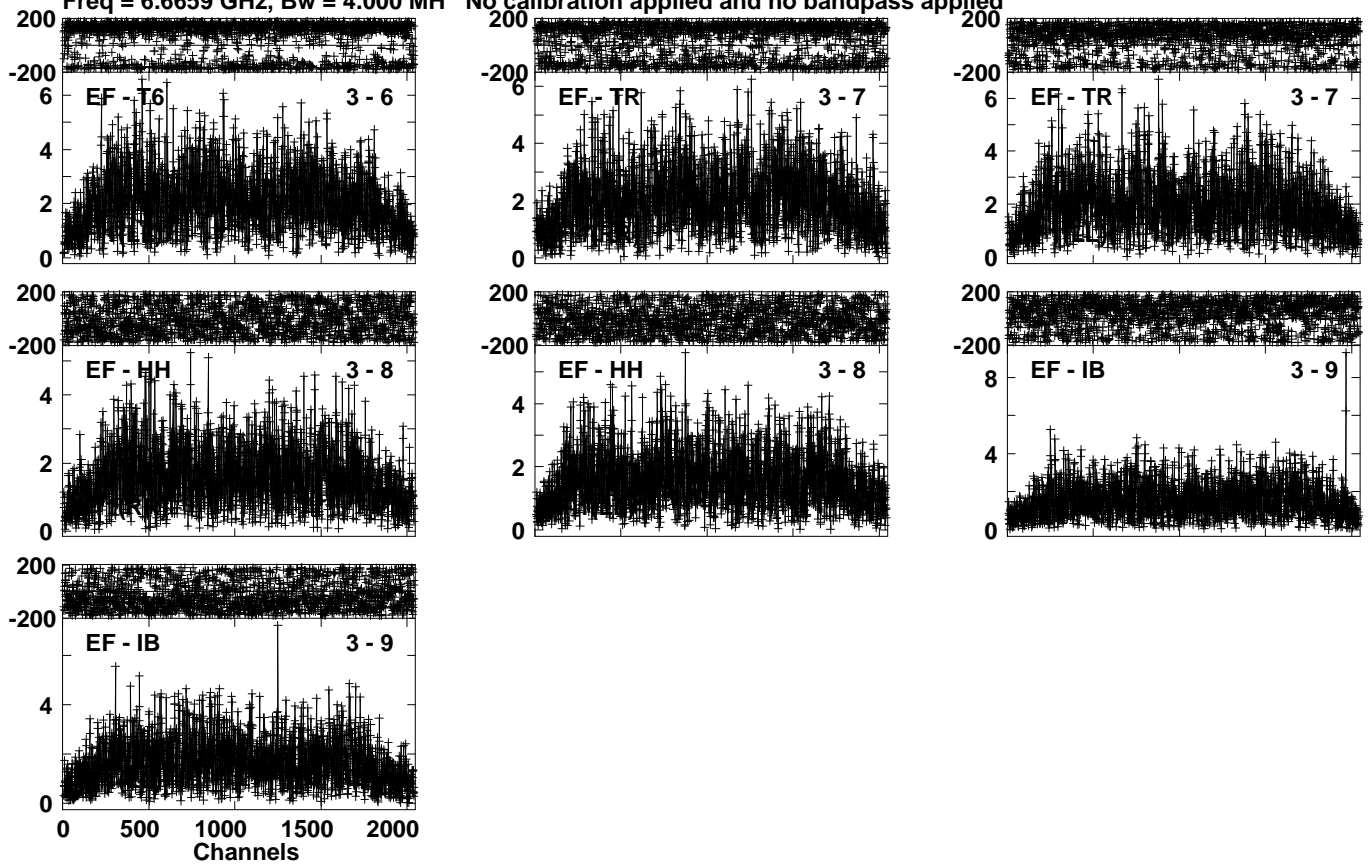 Freq = 6.6659 GHz, Bw = 4.000 MH No calibration applied and no bandpass applied
200 200 200
-200 -200 -200
EF - T6 3 - 6 EF - TR 3 - 7 EF - TR 3 - 7
6 6 6
4 4 4
2 2 2
0 0 0
200 200 200
-200 -200 -200
EF - HH 3 - 8 EF - HH 3 - 8 EF - IB 3 - 9
4 4 8
2 2 4
0 0 0
200
-200
EF - IB 3 - 9
4
0
0 500 1000 1500 2000
Channels